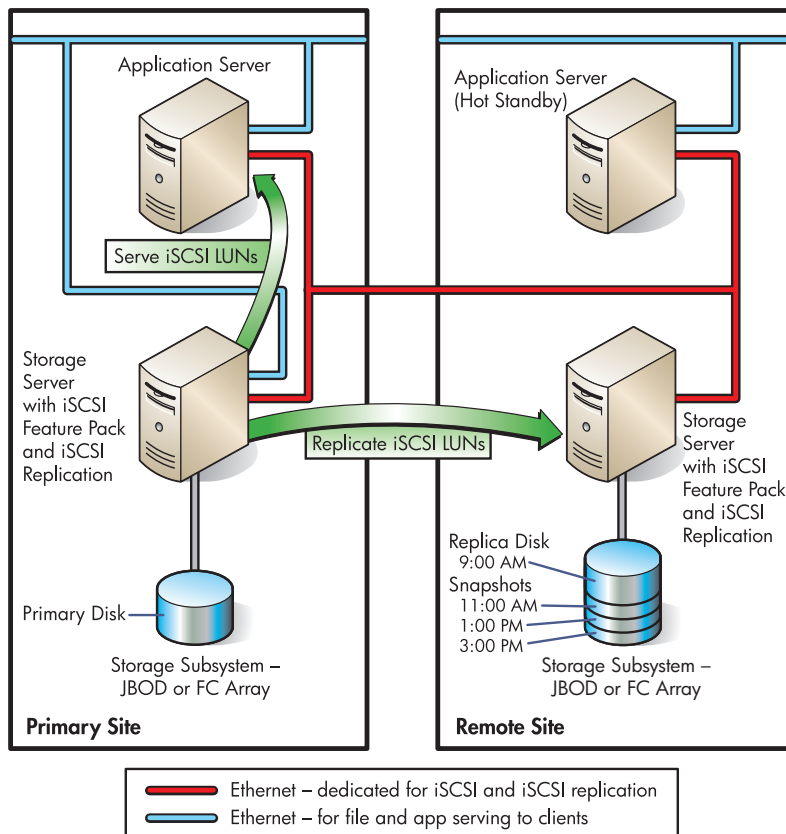 Application Server
Serve iSCSI LUNs
Storage
Server
with iSCSI
Feature Pack
and iSCSI
Replication
Primary Disk
Storage Subsystem –
JBOD or FC Array
Primary Site
Replicate iSCSI LUNs
Application Server
(Hot Standby)
Storage
Server
with iSCSI
Feature Pack
and iSCSI
Replication
Replica Disk
9:00 AM
Snapshots
11:00 AM
1:00 PM
3:00 PM
Storage Subsystem –
JBOD or FC Array
Remote Site
Ethernet – dedicated for iSCSI and iSCSI replication
Ethernet – for file and app serving to clients